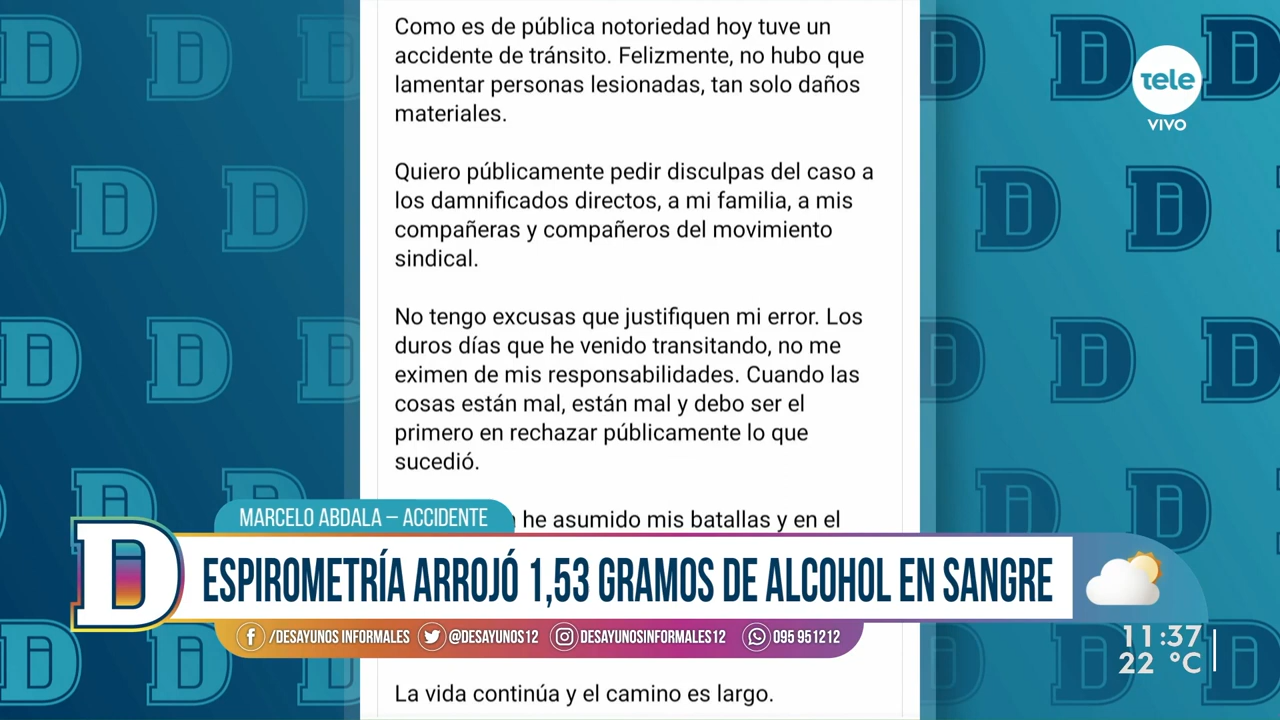 Como es de pública notoriedad hoy tuve un
accidente de tránsito. Felizmente, no hubo que
lamentar personas lesionadas, tan solo daños
materiales.
Quiero públicamente pedir disculpas del caso a
los damnificados directos, a mi familia, a mis
compañeras y compañeros del movimiento
sindical.
No tengo excusas que justifiquen mi error. Los
duros días que he venido transitando, no me
eximen de mis responsabilidades. Cuando las
cosas están mal, están mal y debo ser el
primero en rechazar públicamente lo que
sucedió.
he asumido mis batallas y en el
La vida continúa y el camino es largo.
tele
VIVO
MARCELO ABDALA – ACCIDENTE
D
ESPIROMETRÍA ARROJÓ 1,53 GRAMOS DE ALCOHOL EN SANGRE
/DESAYUNOS INFORMALES @DESAYUNOS12 DESAYUNOSINFORMALES12 095 951212
11:37
22 °C